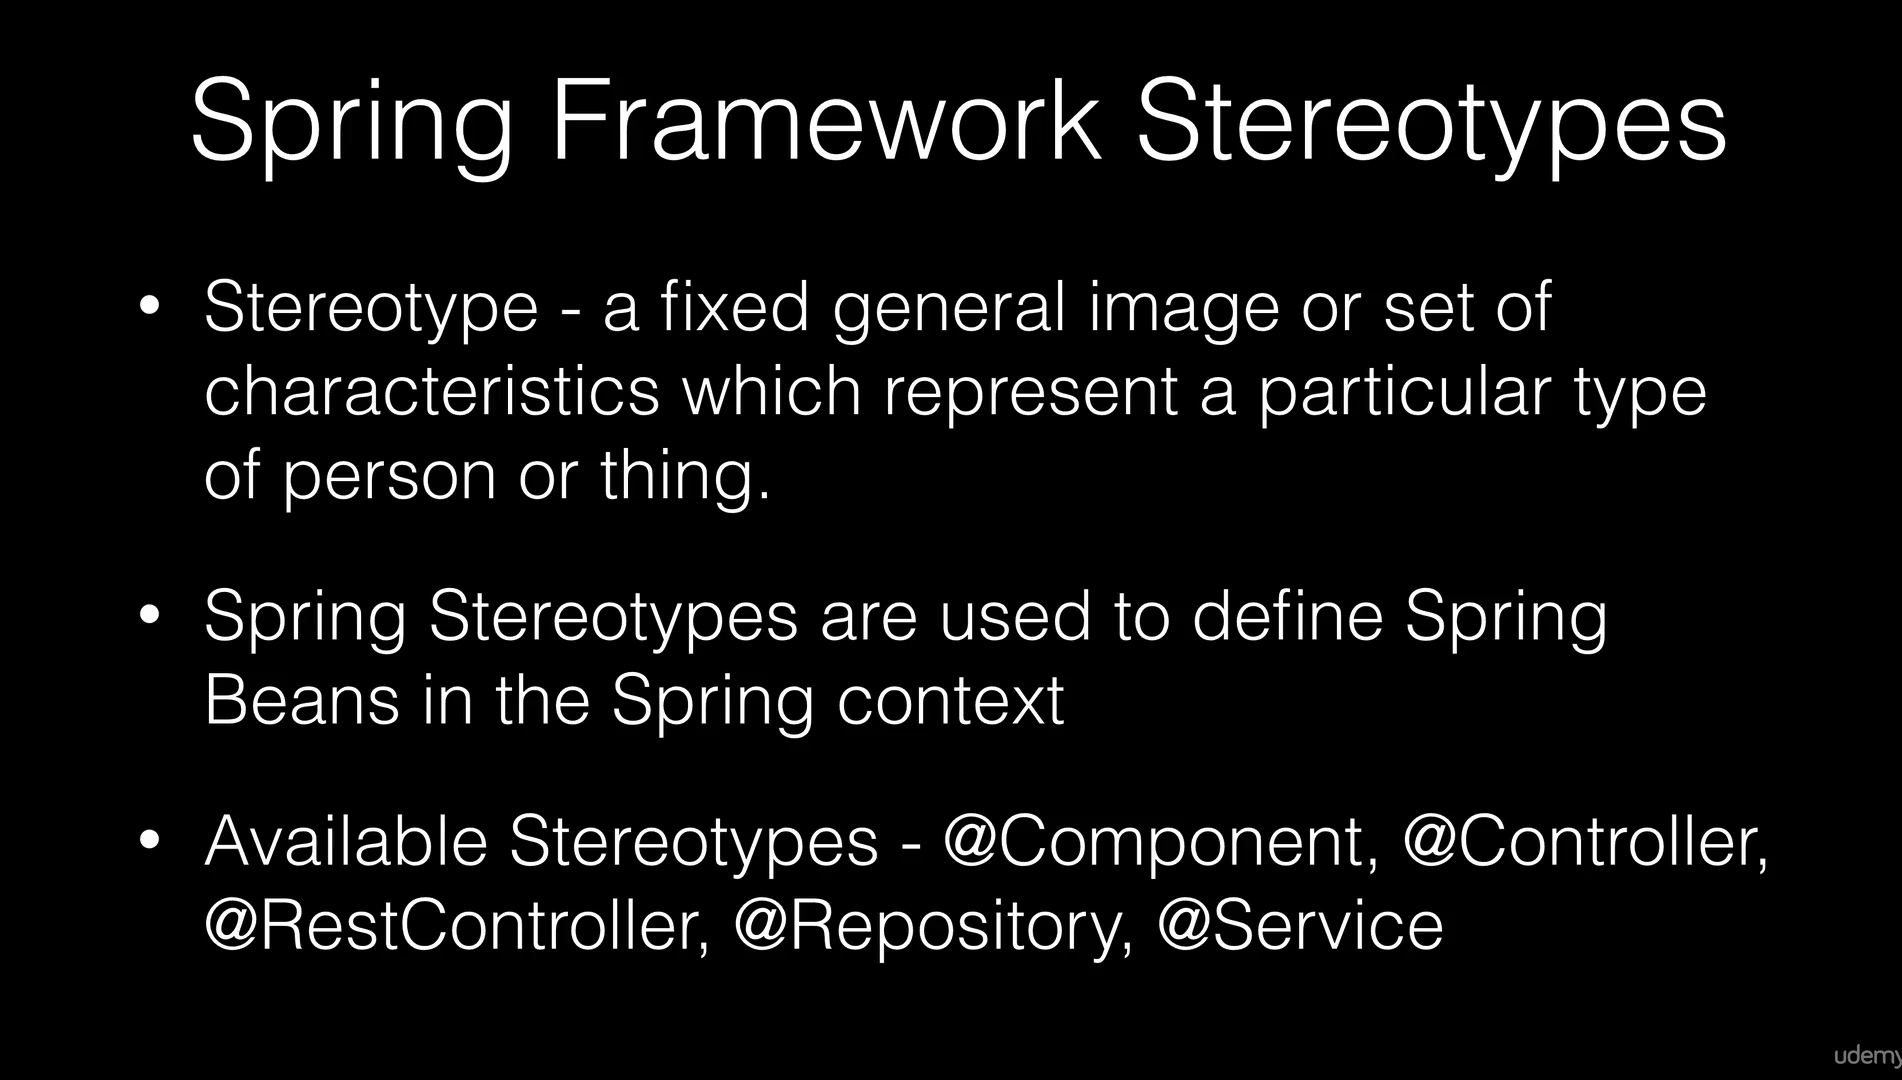 Spring Framework Stereotypes
• Stereotype - a fixed general image or set of
characteristics which represent a particular type
of person or thing.
• Spring Stereotypes are used to define Spring
Beans in the Spring context
• Available Stereotypes - @Component, @Controller,
@RestController, @Repository, @Service
udemy